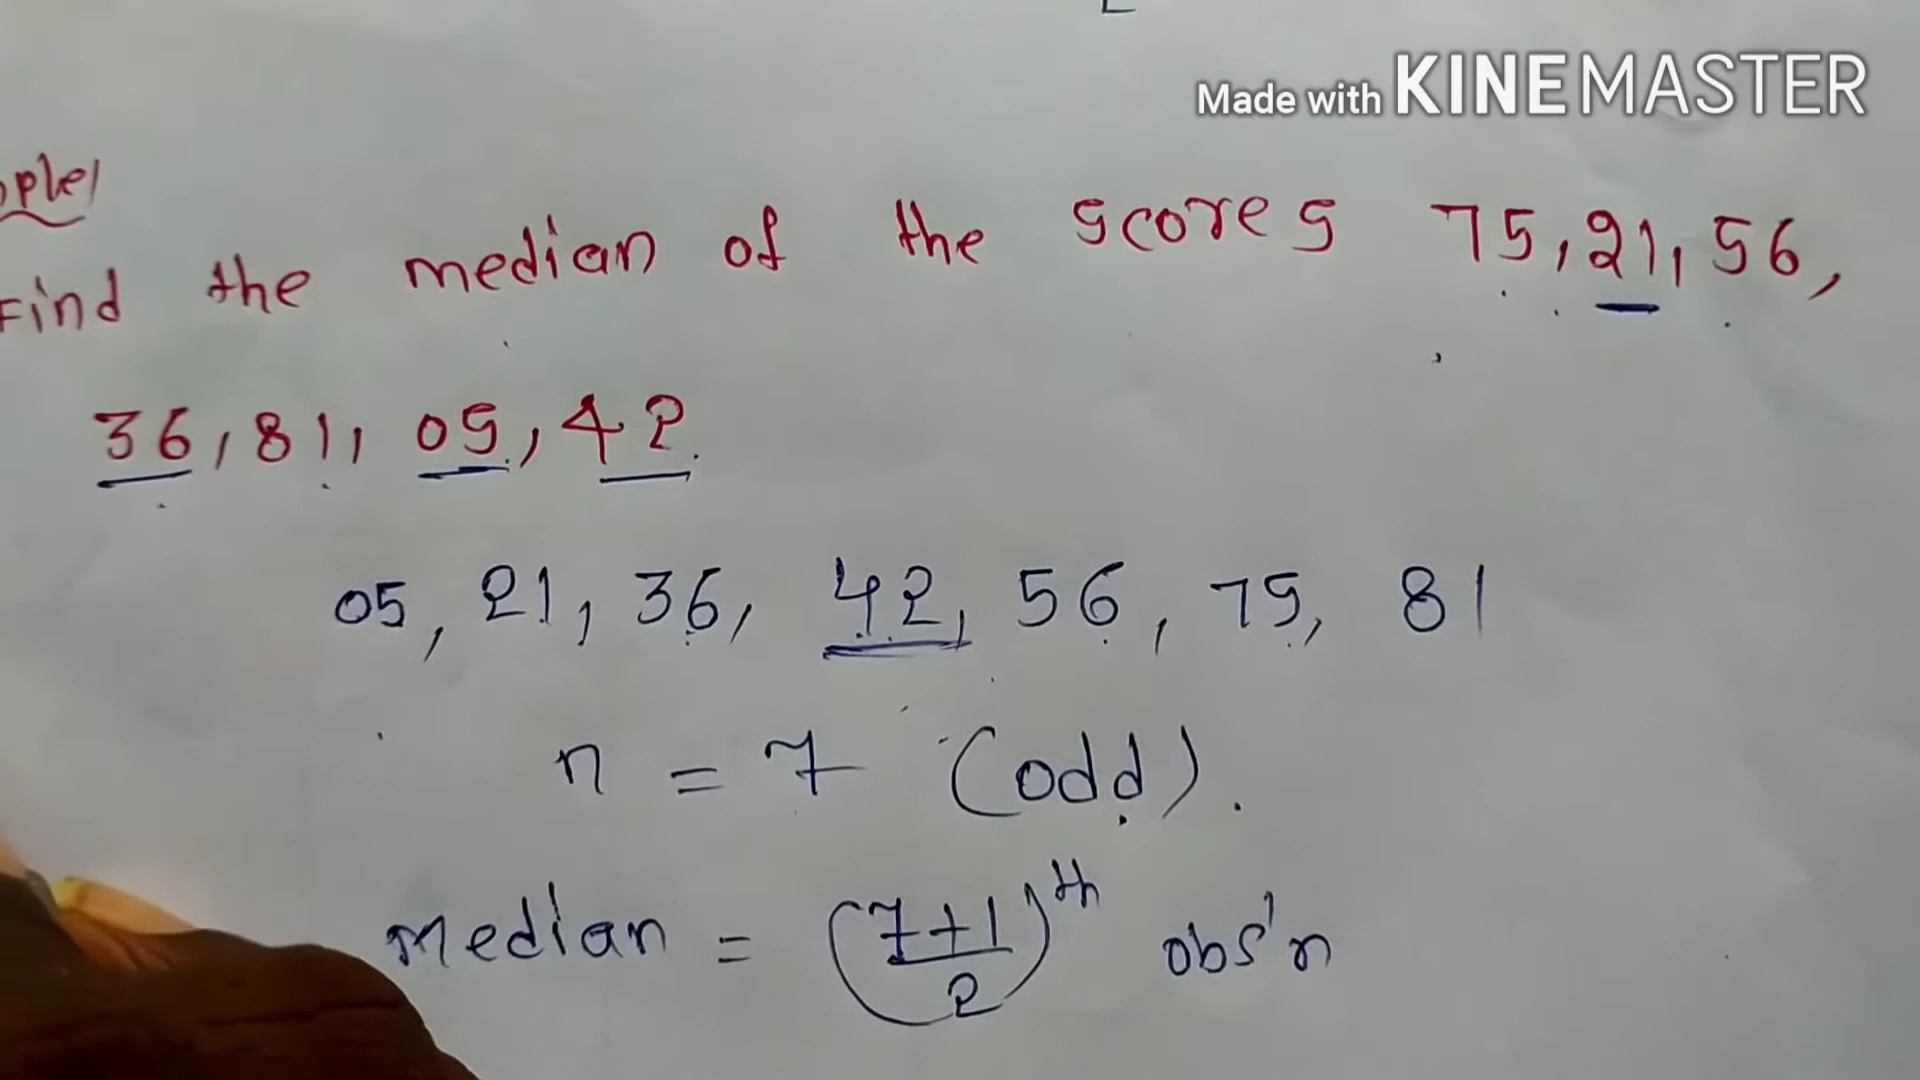 Made with KINEMASTER
Find the median of the scores 75, 21, 56,
36, 81, 05, 42.
05, 21, 36, 42, 56, 75, 81
n = 7 (odd).
median = (7+1/2)th obs'n